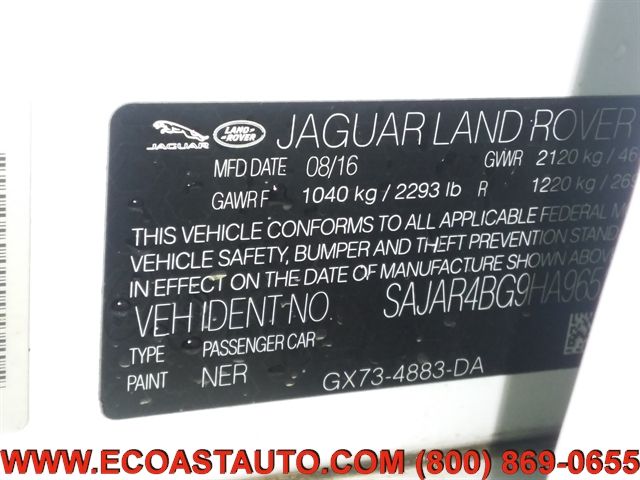 JAGUAR LAND ROVER JAGUAR LAND ROVER
MFD DATE 08/16 GWVR 2120 kg / 46
GAWR F 1040 kg / 2293 lb R 1220 kg / 26
THIS VEHICLE CONFORMS TO ALL APPLICABLE FEDERAL M
VEHICLE SAFETY, BUMPER AND THEFT PREVENTION STAND
IN EFFECT ON THE DATE OF MANUFACTURE SHOWN ABOV
VEH IDENT NO. SAJAR4BG9HA965
TYPE PASSENGER CAR
PAINT NER GX73-4883-DA
WWW.ECOASTAUTO.COM (800) 869-0655